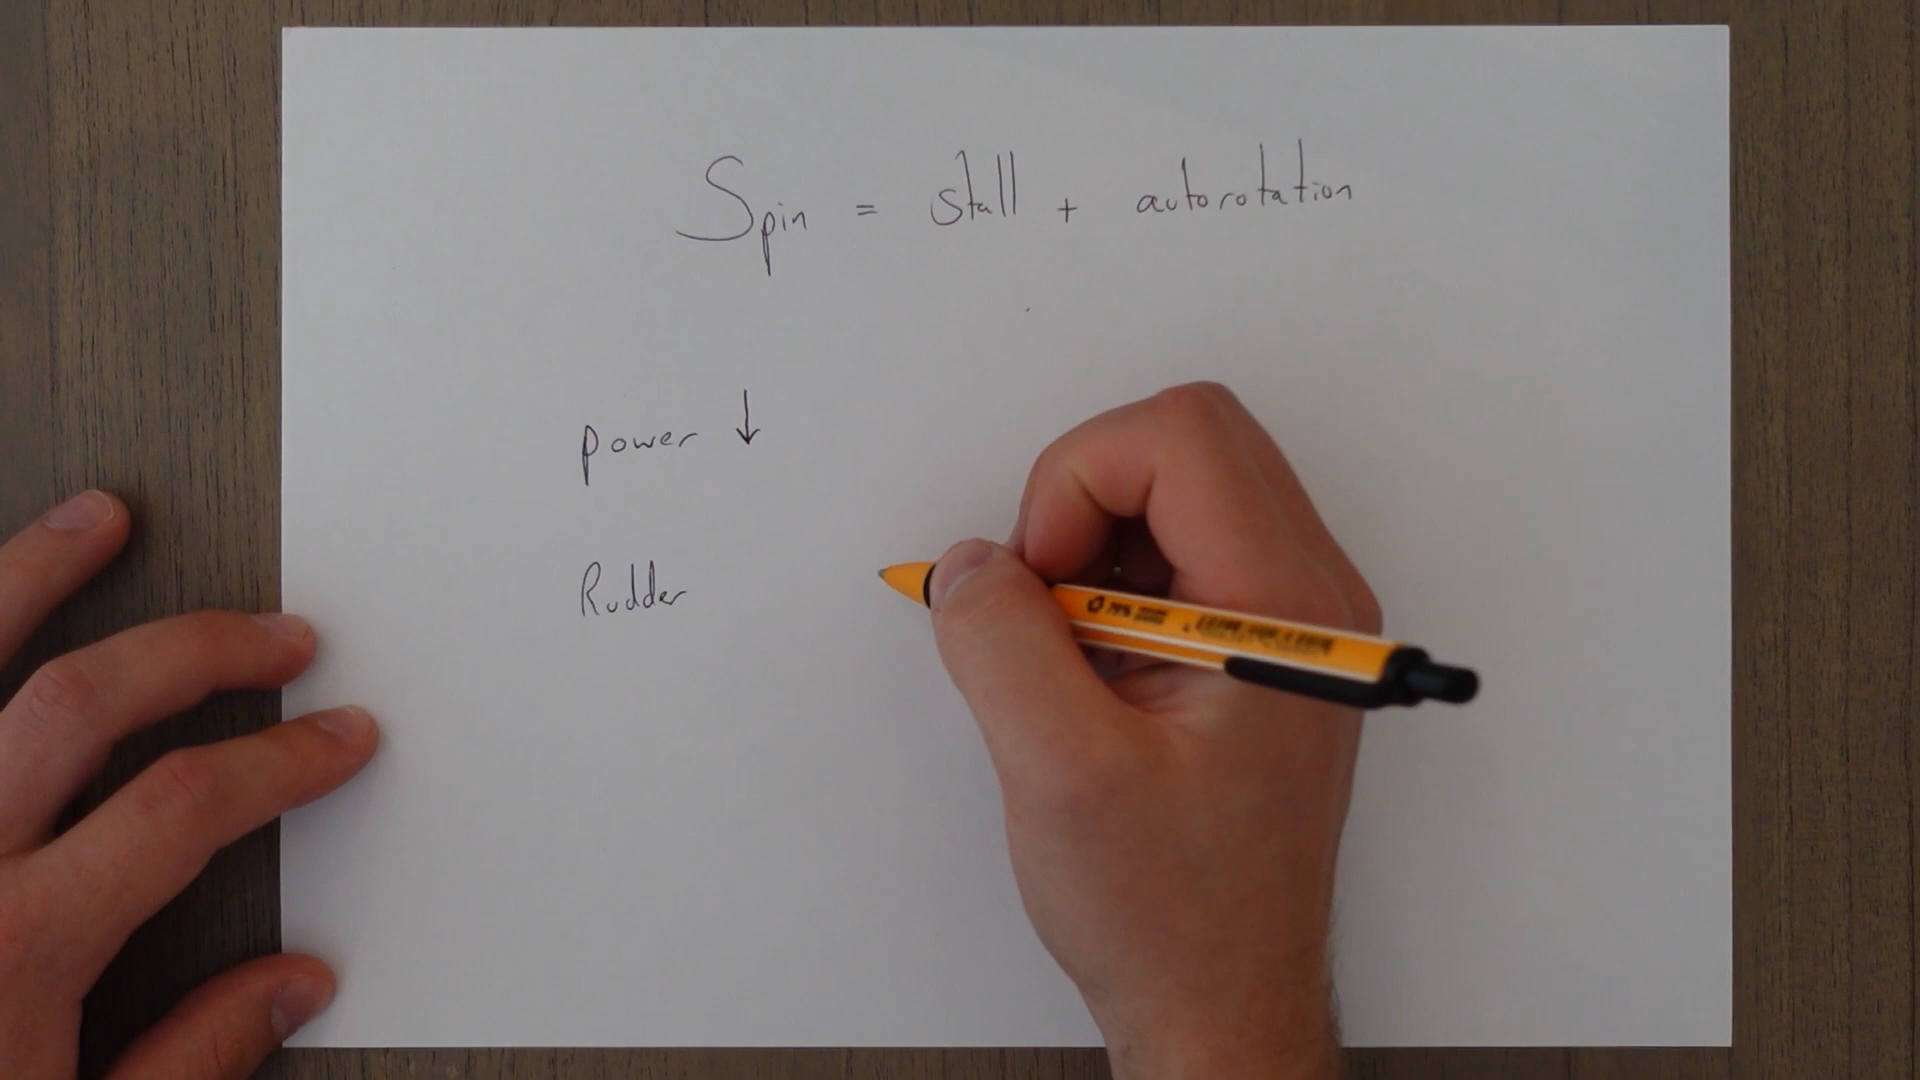 Spin = stall + autorotation
power ↓
Rudder